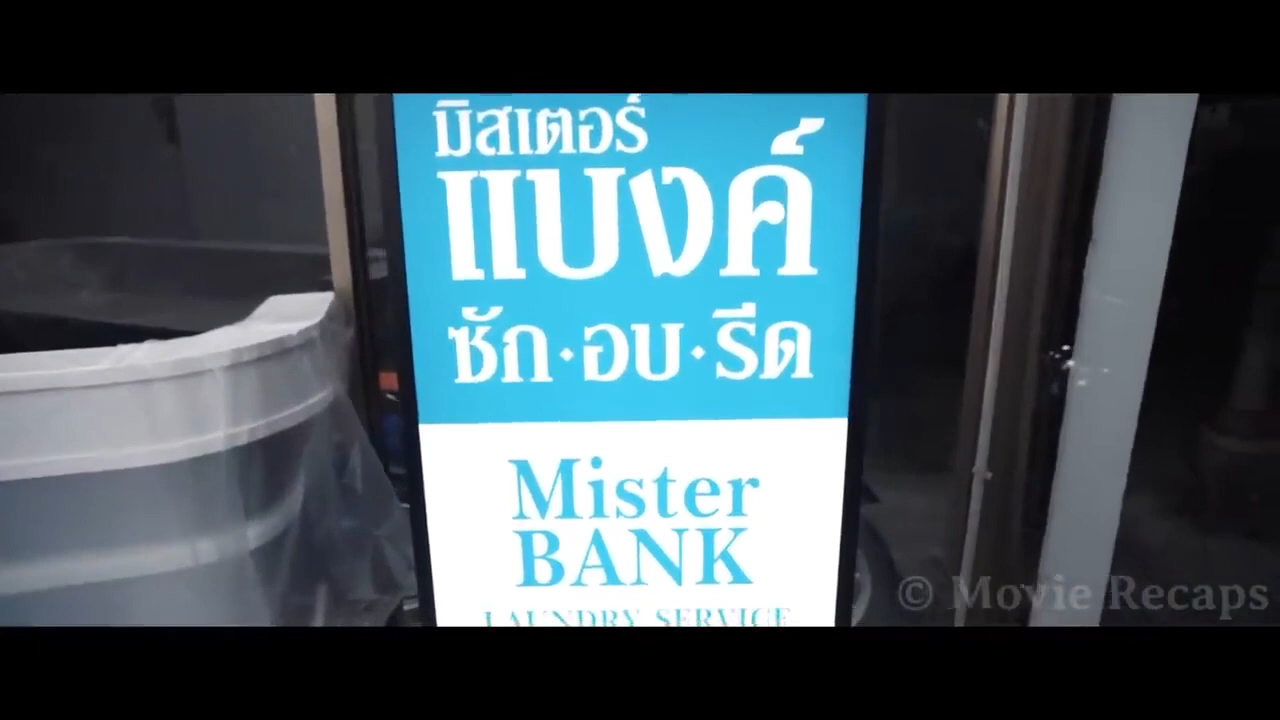 มิสเตอร์
แบงค์
ซัก·อบ·รีด
Mister
BANK
LAUNDRY SERVICE
© Movie Recaps